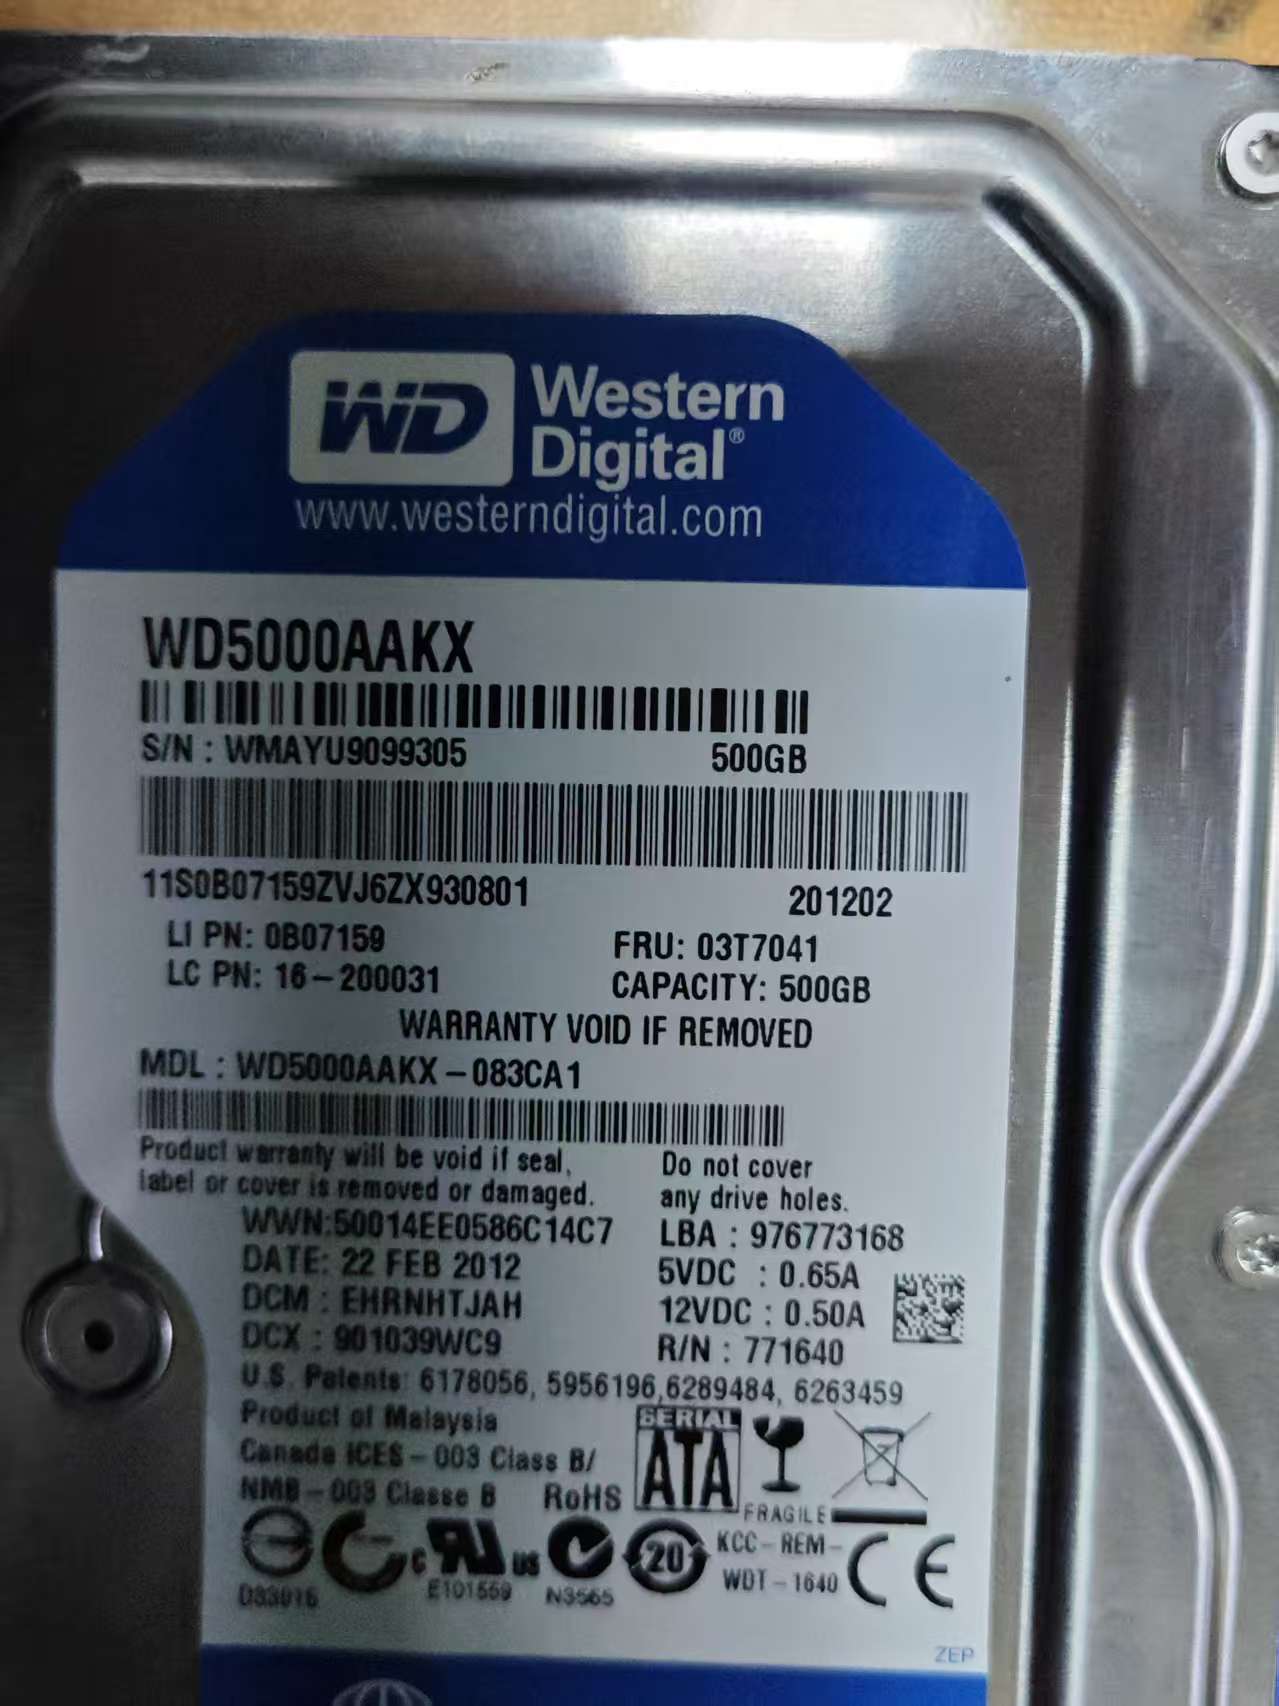 WD Western
Digital®
www.westerndigital.com
WD5000AAKX
S/N : WMAYU9099305 500GB
11S0B07159ZVJ6ZX930801 201202
LI PN: 0B07159 FRU: 03T7041
LC PN: 16-200031 CAPACITY: 500GB
WARRANTY VOID IF REMOVED
MDL : WD5000AAKX-083CA1
Product warranty will be void if seal, Do not cover
label or cover is removed or damaged. any drive holes.
WWN:50014EE0586C14C7 LBA : 976773168
DATE: 22 FEB 2012 5VDC : 0.65A
DCM : EHRNHTJAH 12VDC : 0.50A
DCX : 901039WC9 R/N : 771640
U.S. Patents: 6178056, 5956196,6289484, 6263459
Product of Malaysia SERIAL
Canada ICES-003 Class B/ ATA
NMB-003 Classe B RoHS FRAGILE
c US 20 KCC-REM- CE
D33016 E101559 N3565 WDT-1640
ZEP